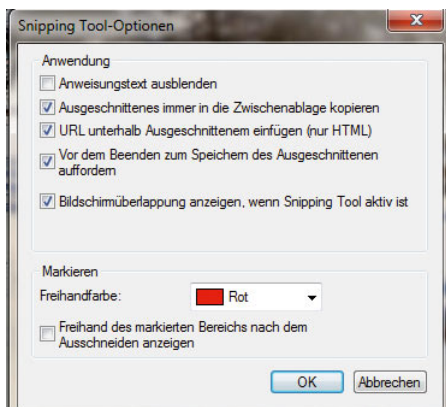 Snipping Tool-Optionen
Anwendung
Anweisungstext ausblenden
Ausgeschnittenes immer in die Zwischenablage kopieren
URL unterhalb Ausgeschnittenem einfügen (nur HTML)
Vor dem Beenden zum Speichern des Ausgeschnittenen
auffordern
Bildschirmüberlappung anzeigen, wenn Snipping Tool aktiv ist
Markieren
Freihandfarbe: Rot
Freihand des markierten Bereichs nach dem
Ausschneiden anzeigen
OK Abbrechen